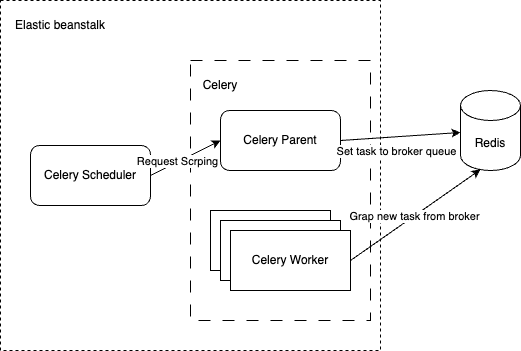 Elastic beanstalk
Celery
Celery Parent
Redis
Set task to broker queue
Request Scrping
Celery Scheduler
Grap new task from broker
Celery Worker